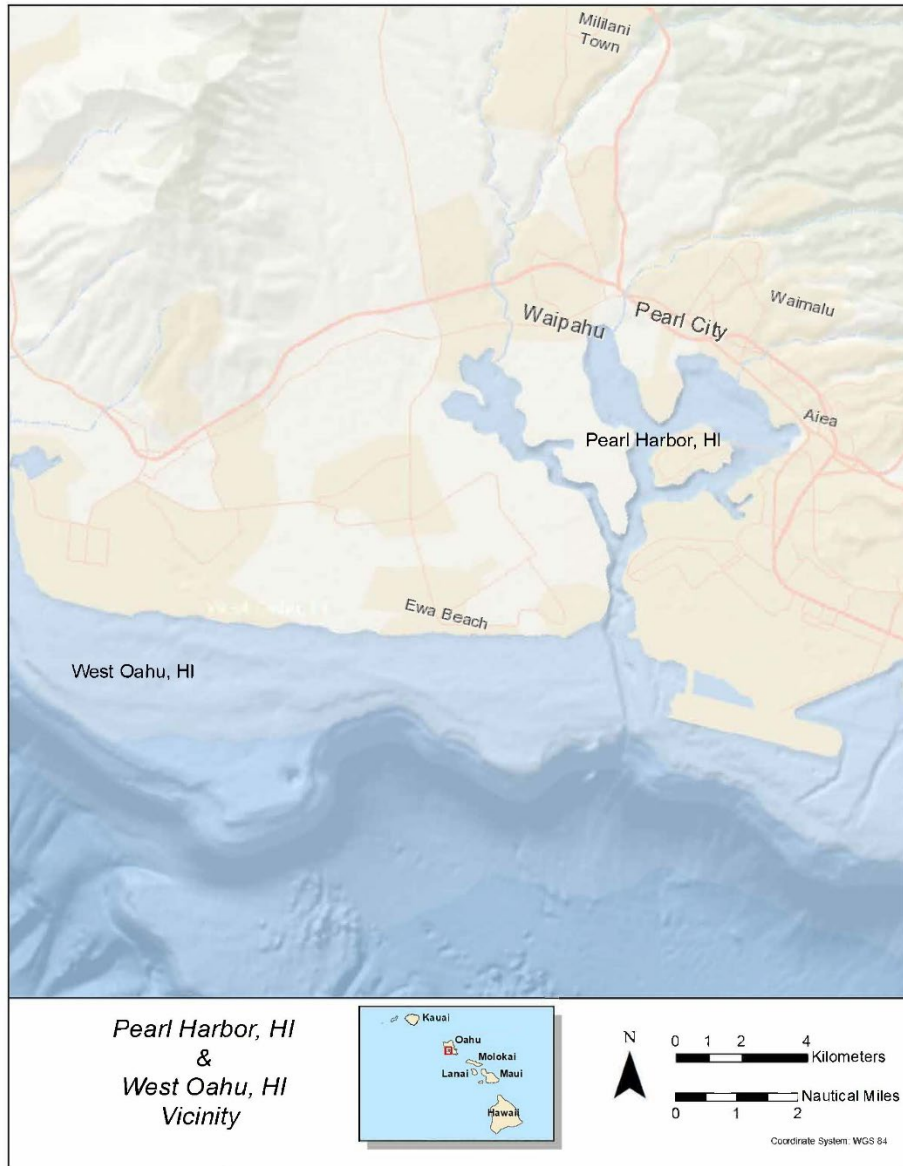 Mililani
Town
Waimalu
Pearl City
Waipahu
Aiea
Pearl Harbor, HI
Ewa Beach
West Oahu, HI
Pearl Harbor, HI
&
West Oahu, HI
Vicinity
Kauai
Oahu
Molokai
Lanai
Maui
Hawaii
N
0 1 2 4
Kilometers
Nautical Miles
0 1 2
Coordinate System: WGS 84